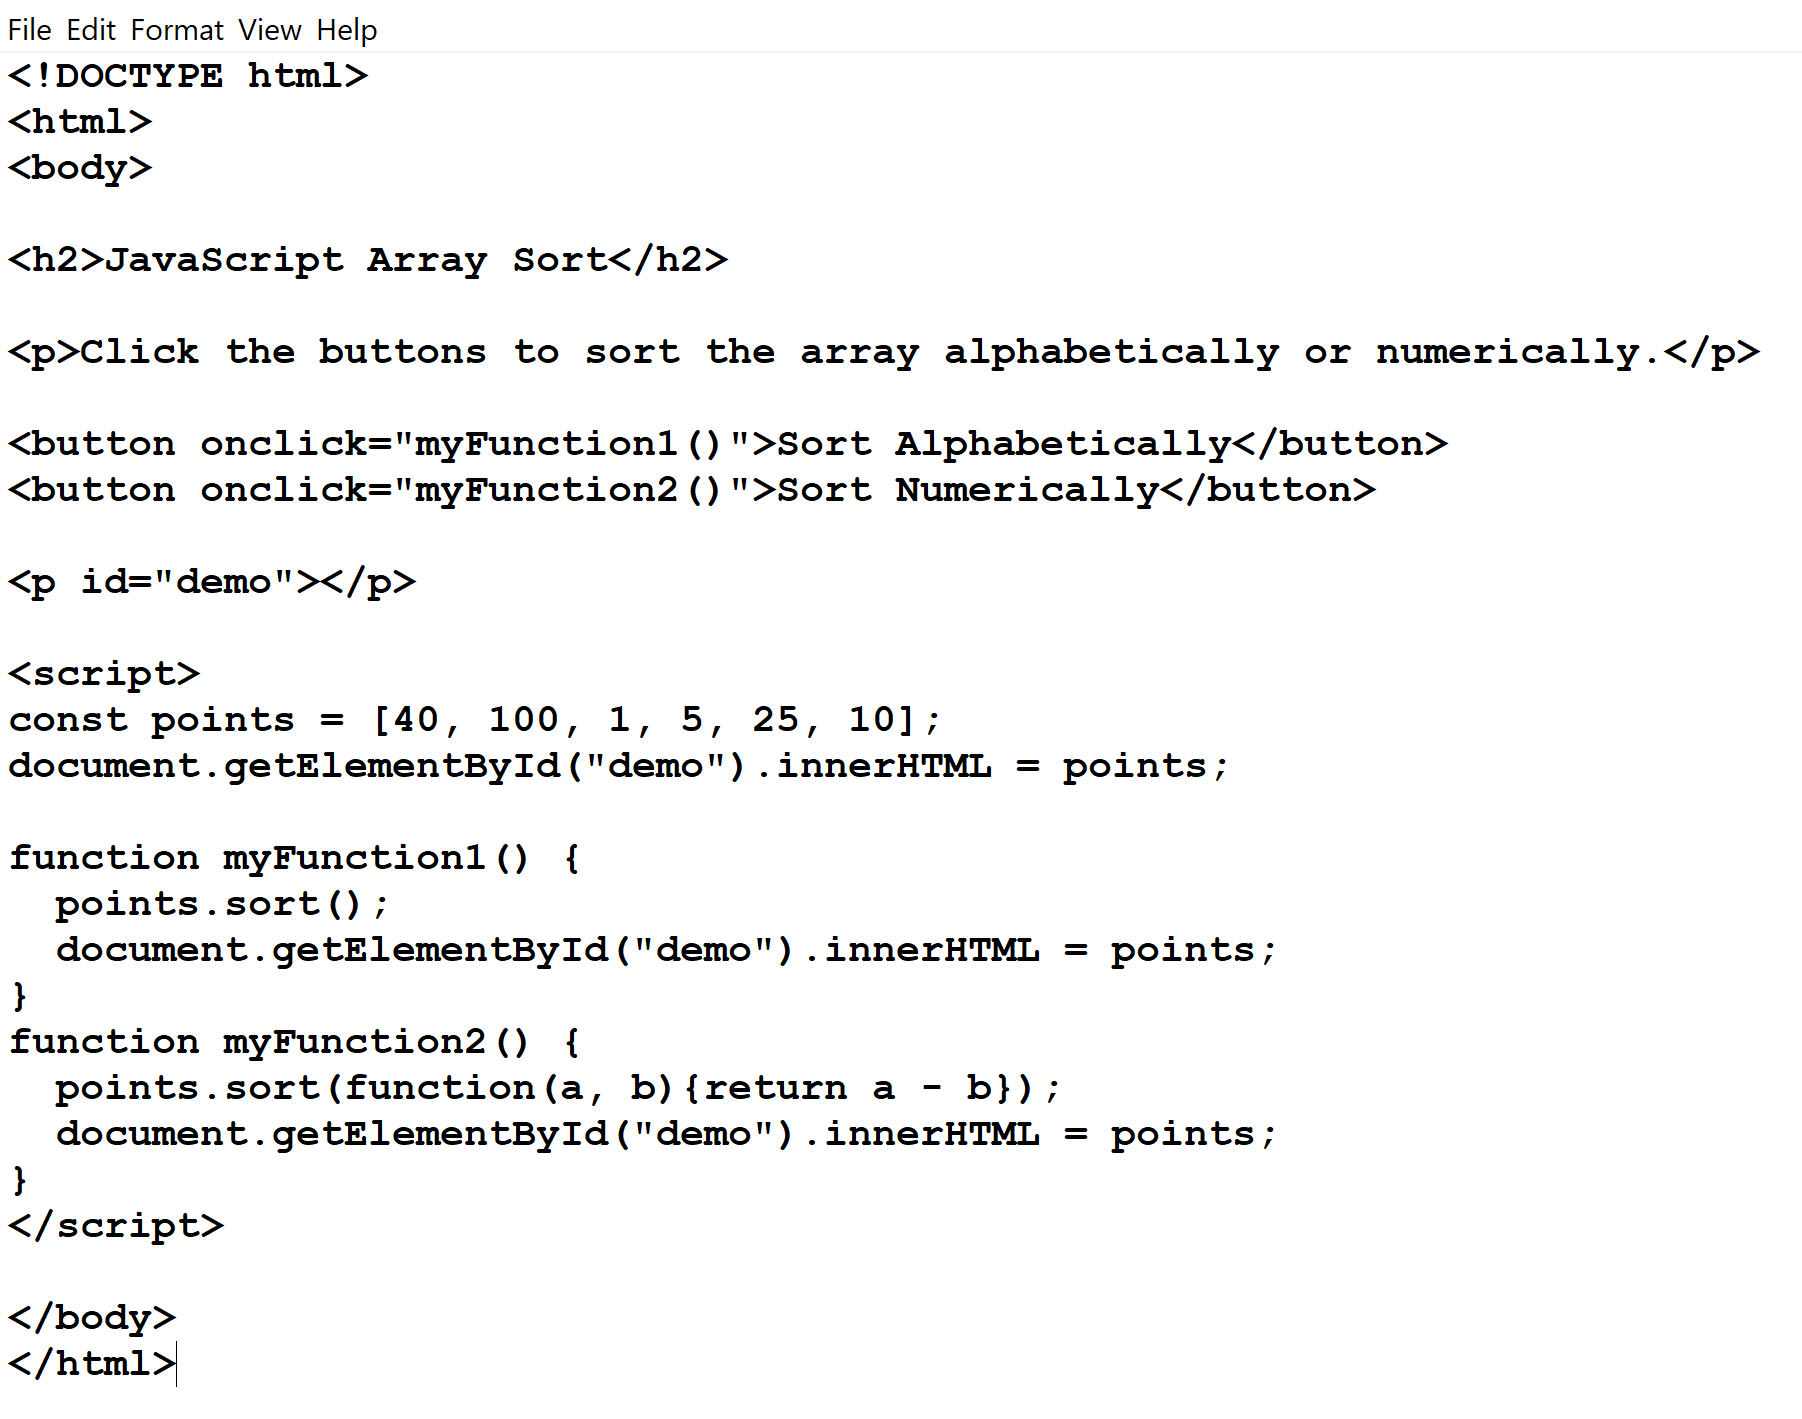 File Edit Format View Help
<!DOCTYPE html>
<html>
<body>
<h2>JavaScript Array Sort</h2>
<p>Click the buttons to sort the array alphabetically or numerically.</p>
<button onclick="myFunction1()">Sort Alphabetically</button>
<button onclick="myFunction2()">Sort Numerically</button>
<p id="demo"></p>
<script>
const points = [40, 100, 1, 5, 25, 10];
document.getElementById("demo").innerHTML = points;
function myFunction1() {
  points.sort();
  document.getElementById("demo").innerHTML = points;
}
function myFunction2() {
  points.sort(function(a, b){return a - b});
  document.getElementById("demo").innerHTML = points;
}
</script>
</body>
</html>